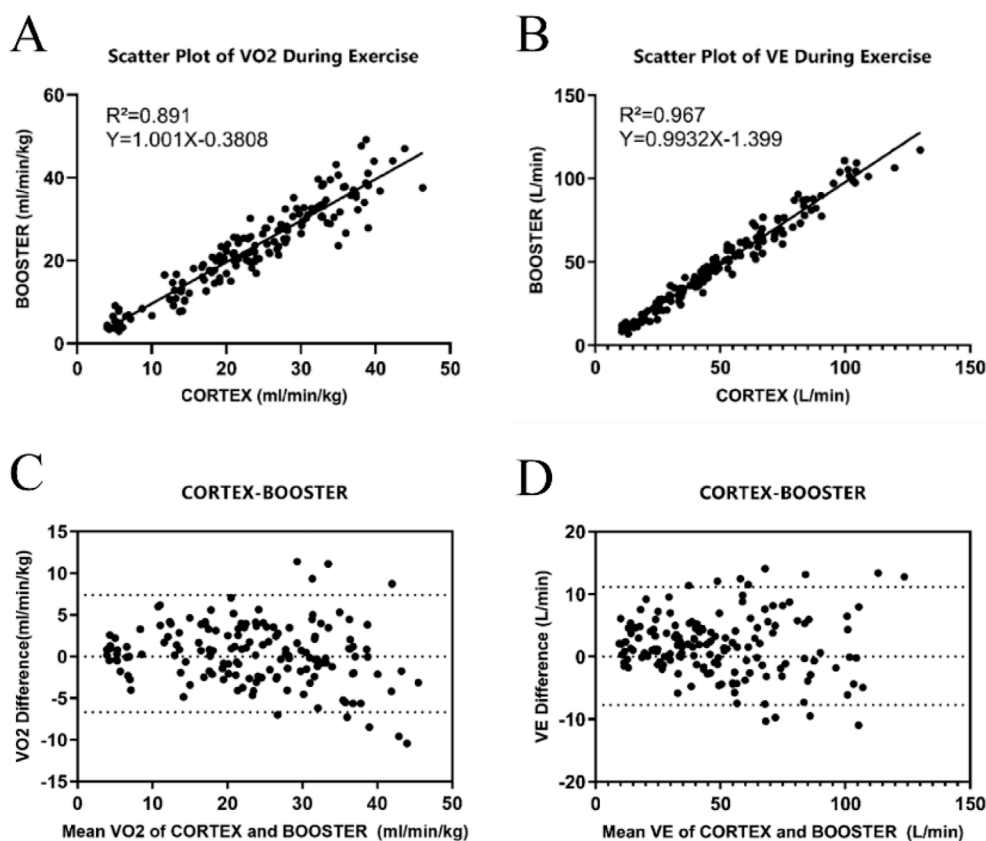 A
Scatter Plot of VO2 During Exercise
R²=0.891
Y=1.001X-0.3808
BOOSTER (ml/min/kg)
60
40
20
0
0 10 20 30 40 50
CORTEX (ml/min/kg)
B
Scatter Plot of VE During Exercise
R²=0.967
Y=0.9932X-1.399
BOOSTER (L/min)
150
100
50
0
0 50 100 150
CORTEX (L/min)
C
CORTEX-BOOSTER
VO2 Difference(ml/min/kg)
15
10
5
0
-5
-10
-15
0 10 20 30 40 50
Mean VO2 of CORTEX and BOOSTER (ml/min/kg)
D
CORTEX-BOOSTER
VE Difference (L/min)
20
10
0
-10
-20
0 50 100 150
Mean VE of CORTEX and BOOSTER (L/min)